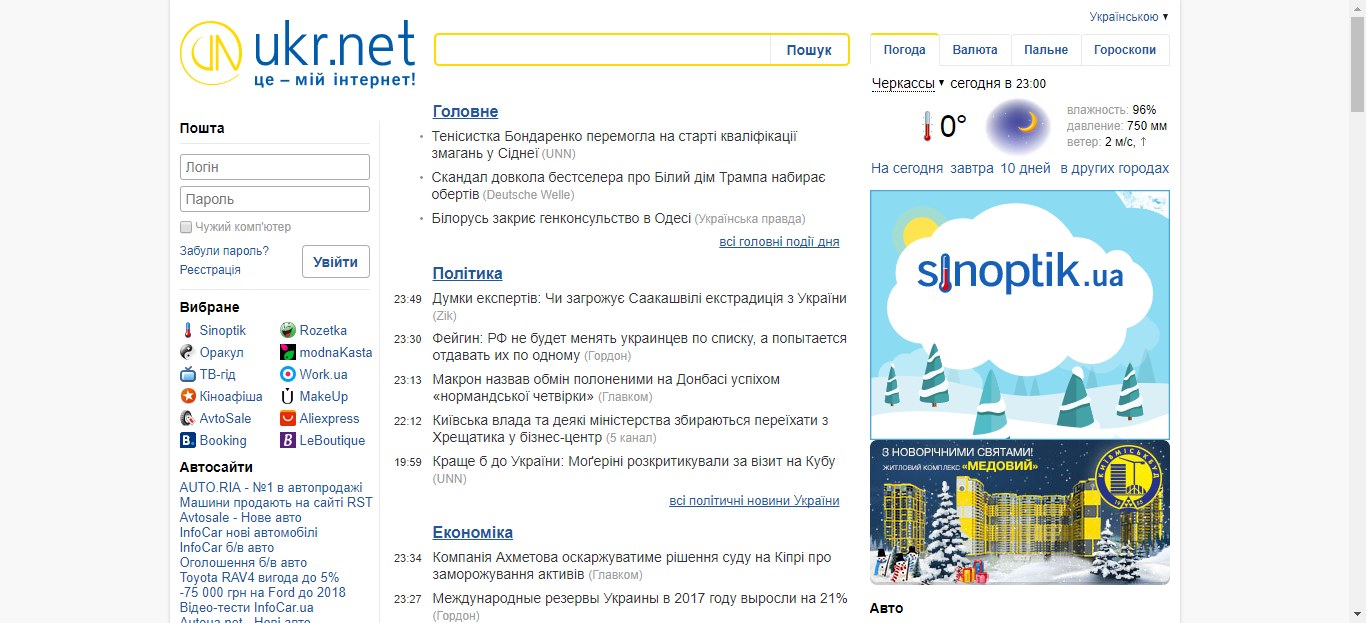 Українською ▼
ukr.net
це – мій інтернет!
Пошук
Погода
Валюта
Пальне
Гороскопи
Пошта
Логін
Пароль
Чужий комп'ютер
Забули пароль?
Реєстрація
Увійти
Вибране
Sinoptik
Rozetka
Оракул
modnaKasta
ТВ-гід
Work.ua
Кіноафіша
MakeUp
AvtoSale
Aliexpress
Booking
LeBoutique
Автосайти
AUTO.RIA - №1 в автопродажі
Машини продають на сайті RST
Avtosale - Нове авто
InfoCar нові автомобілі
InfoCar б/в авто
Оголошення б/в авто
Toyota RAV4 вигода до 5%
-75 000 грн на Ford до 2018
Відео-тести InfoCar.ua
Autoua.net - Нові авто
Головне
Тенісистка Бондаренко перемогла на старті кваліфікації
змагань у Сіднеї (UNN)
Скандал довкола бестселера про Білий дім Трампа набирає
обертів (Deutsche Welle)
Білорусь закриє генконсульство в Одесі (Українська правда)
всі головні події дня
Політика
23:49 Думки експертів: Чи загрожує Саакашвілі екстрадиція з України
(Zik)
23:30 Фейгин: РФ не будет менять украинцев по списку, а попытается
отдавать их по одному (Гордон)
23:13 Макрон назвав обмін полоненими на Донбасі успіхом
«нормандської четвірки» (Главком)
22:12 Київська влада та деякі міністерства збираються переїхати з
Хрещатика у бізнес-центр (5 канал)
19:59 Краще б до України: Моґеріні розкритикували за візит на Кубу
(UNN)
всі політичні новини України
Економіка
23:34 Компанія Ахметова оскаржуватиме рішення суду на Кіпрі про
заморожування активів (Главком)
23:27 Международные резервы Украины в 2017 году выросли на 21%
(Гордон)
Черкассы ▼ сегодня в 23:00
0°
влажность: 96%
давление: 750 мм
ветер: 2 м/с, ↑
На сегодня завтра 10 дней в других городах
sinoptik.ua
З НОВОРІЧНИМИ СВЯТАМИ!
ЖИТЛОВИЙ КОМПЛЕКС «МЕДОВИЙ»
КИЇВМІСЬКБУД
1955
Авто